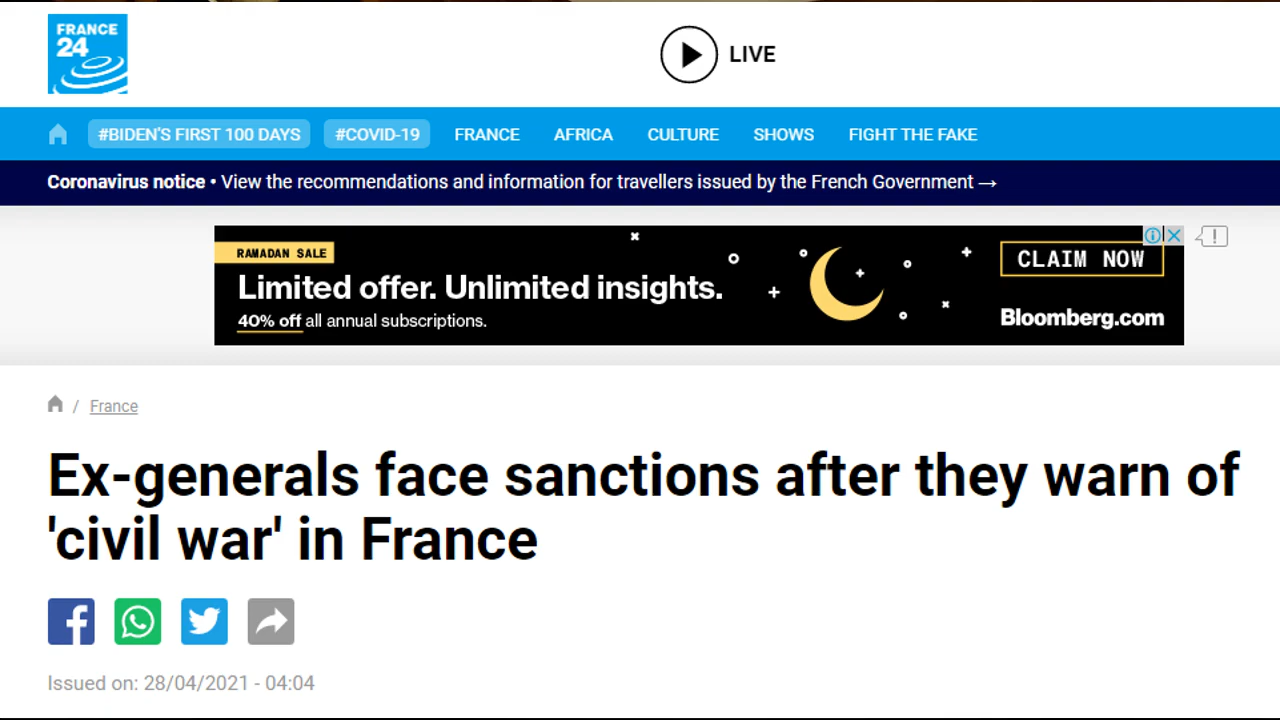 FRANCE
24
LIVE
#BIDEN'S FIRST 100 DAYS #COVID-19 FRANCE AFRICA CULTURE SHOWS FIGHT THE FAKE
Coronavirus notice • View the recommendations and information for travellers issued by the French Government →
RAMADAN SALE
Limited offer. Unlimited insights.
40% off all annual subscriptions.
CLAIM NOW
Bloomberg.com
/ France
Ex-generals face sanctions after they warn of
'civil war' in France
Issued on: 28/04/2021 - 04:04